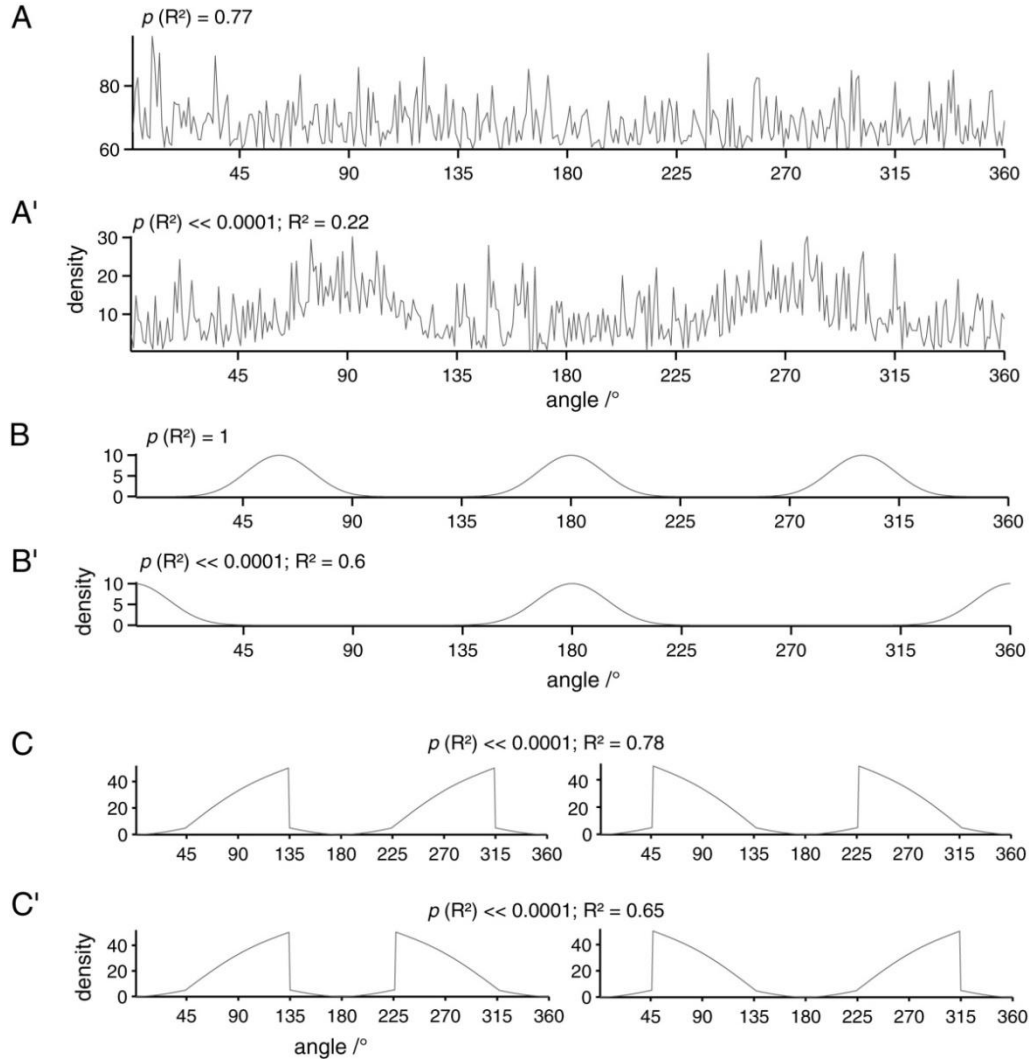 A
p (R²) = 0.77
80
60
45 90 135 180 225 270 315 360
A'
p (R²) << 0.0001; R² = 0.22
density
30
20
10
45 90 135 180 225 270 315 360
angle /°
B
p (R²) = 1
10
5
0
45 90 135 180 225 270 315 360
B'
p (R²) << 0.0001; R² = 0.6
density
10
5
0
45 90 135 180 225 270 315 360
angle /°
C
p (R²) << 0.0001; R² = 0.78
40
20
0
45 90 135 180 225 270 315 360
40
20
0
45 90 135 180 225 270 315 360
C'
p (R²) << 0.0001; R² = 0.65
density
40
20
0
45 90 135 180 225 270 315 360
40
20
0
45 90 135 180 225 270 315 360
angle /°